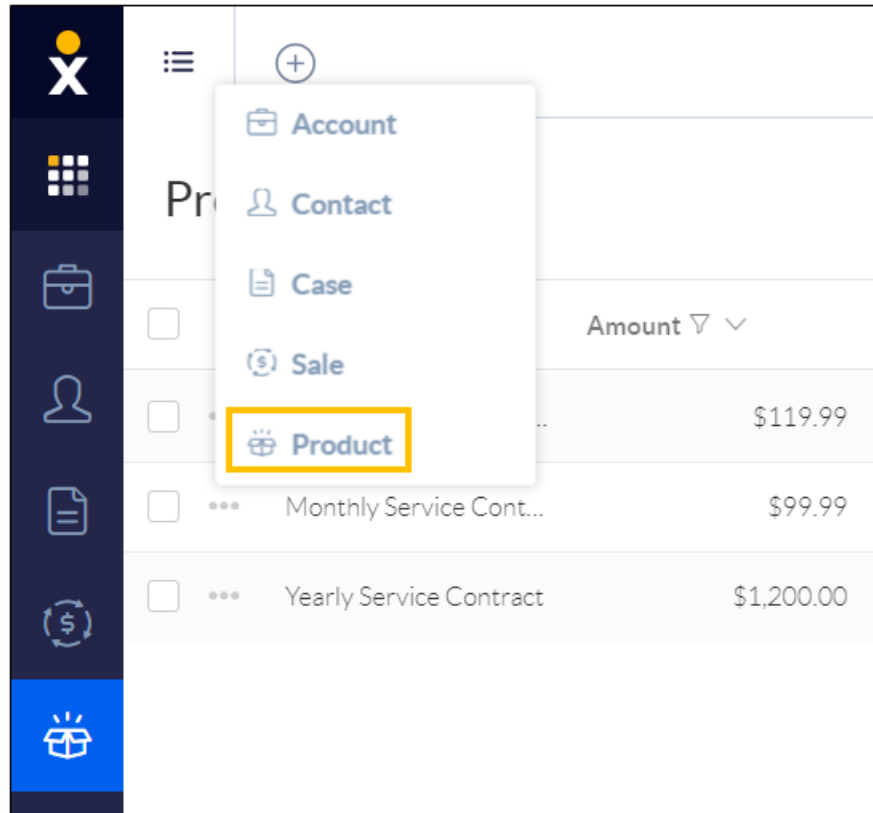 Account
Pr
Contact
Case
Amount
Sale
.. $119.99
Product
Monthly Service Cont... $99.99
Yearly Service Contract $1,200.00